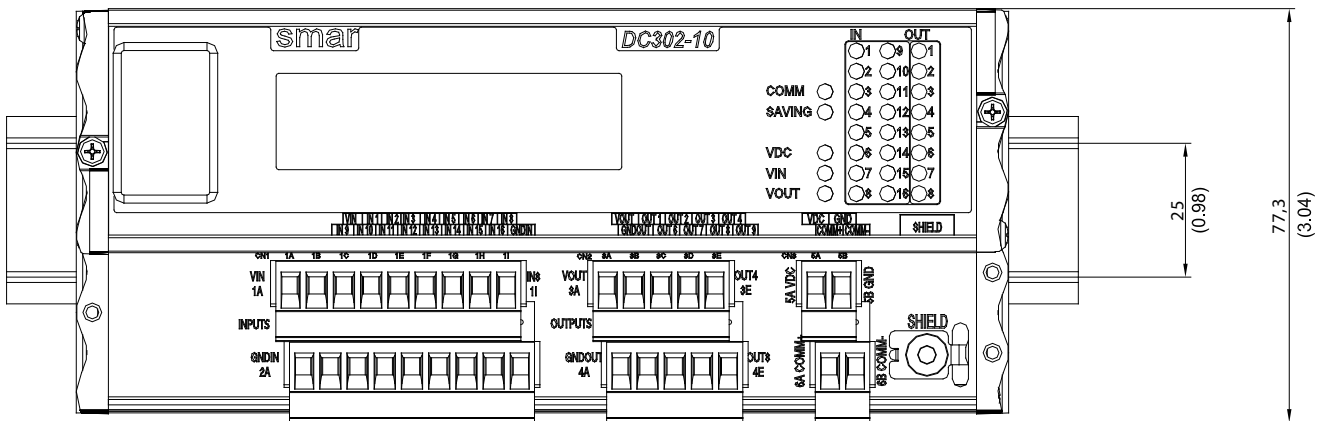 smar DC302-10
IN OUT
1 9 1
2 10 2
COMM 3 11 3
SAVING 4 12 4
5 13 5
VDC 6 14 6
VIN 7 15 7
VOUT 8 16 8
VIN IN 1 IN 2 IN 3 IN 4 IN 5 IN 6 IN 7 IN 8
IN 9 IN 10 IN 11 IN 12 IN 13 IN 14 IN 15 IN 16 GNDIN
VOUT OUT 1 OUT 2 OUT 3 OUT 4
GNDOUT OUT 6 OUT 7 OUT 8 OUT 9
VDC GND
COMM+ COMM-
SHIELD
CN1 1A 1B 1C 1D 1E 1F 1G 1H 1I
CN2 3A 3B 3C 3D 3E
CN3 5A 5B
VIN
1A
IN8
1I
VOUT
3A
OUT4
3E
5A VDC
5B GND
INPUTS
OUTPUTS
SHIELD
GNDIN
2A
GNDOUT
4A
OUT8
4E
6A COMM+
6B COMM-
25
(0.98)
77,3
(3.04)